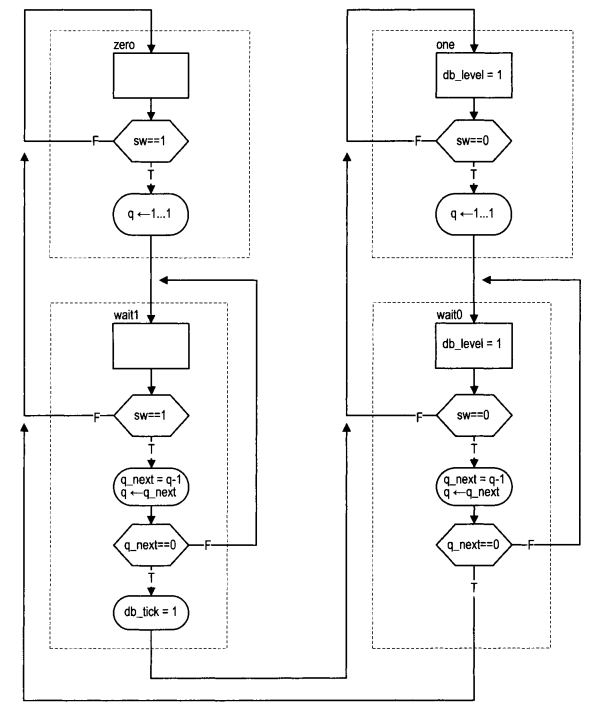 zero
sw==1
F
T
q ←1...1
wait1
sw==1
F
T
q_next = q-1
q ←q_next
q_next==0
F
T
db_tick = 1
one
db_level = 1
sw==0
F
T
q ←1...1
wait0
db_level = 1
sw==0
F
T
q_next = q-1
q ←q_next
q_next==0
F
T